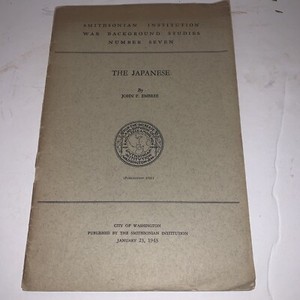 SMITHSONIAN INSTITUTION
WAR BACKGROUND STUDIES
NUMBER SEVEN
THE JAPANESE
By
JOHN F. EMBREE
CITY OF WASHINGTON
PUBLISHED BY THE SMITHSONIAN INSTITUTION
JANUARY 23, 1943